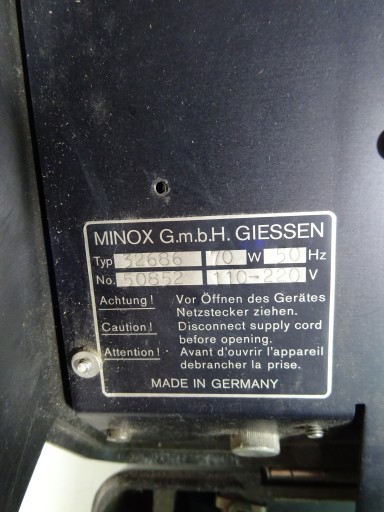 MINOX G.m.b.H. GIESSEN
Typ 32686 70 W 50 Hz
No. 50852 110-220 V
Achtung! Vor Öffnen des Gerätes
Netzstecker ziehen.
Caution! Disconnect supply cord
before opening.
Attention! Avant d'ouvrir l'appareil
debrancher la prise.
MADE IN GERMANY